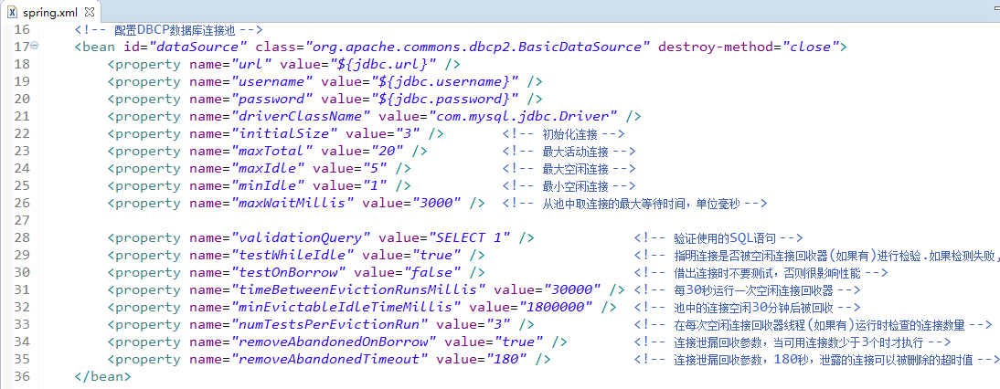 spring.xml
16 <!-- 配置DBCP数据库连接池 -->
17 <bean id="dataSource" class="org.apache.commons.dbcp2.BasicDataSource" destroy-method="close">
18 <property name="url" value="${jdbc.url}" />
19 <property name="username" value="${jdbc.username}" />
20 <property name="password" value="${jdbc.password}" />
21 <property name="driverClassName" value="com.mysql.jdbc.Driver" />
22 <property name="initialSize" value="3" /> <!-- 初始化连接 -->
23 <property name="maxTotal" value="20" /> <!-- 最大活动连接 -->
24 <property name="maxIdle" value="5" /> <!-- 最大空闲连接 -->
25 <property name="minIdle" value="1" /> <!-- 最小空闲连接 -->
26 <property name="maxWaitMillis" value="3000" /> <!-- 从池中取连接的最大等待时间，单位毫秒 -->
27
28 <property name="validationQuery" value="SELECT 1" /> <!-- 验证使用的SQL语句 -->
29 <property name="testWhileIdle" value="true" /> <!-- 指明连接是否被空闲连接回收器(如果有)进行检验.如果检测失败,
30 <property name="testOnBorrow" value="false" /> <!-- 借出连接时不要测试，否则很影响性能 -->
31 <property name="timeBetweenEvictionRunsMillis" value="30000" /> <!-- 每30秒运行一次空闲连接回收器 -->
32 <property name="minEvictableIdleTimeMillis" value="1800000" /> <!-- 池中的连接空闲30分钟后被回收 -->
33 <property name="numTestsPerEvictionRun" value="3" /> <!-- 在每次空闲连接回收器线程(如果有)运行时检查的连接数量 -->
34 <property name="removeAbandonedOnBorrow" value="true" /> <!-- 连接泄漏回收参数，当可用连接数少于3个时才执行 -->
35 <property name="removeAbandonedTimeout" value="180" /> <!-- 连接泄漏回收参数，180秒，泄露的连接可以被删除的超时值 -->
36 </bean>